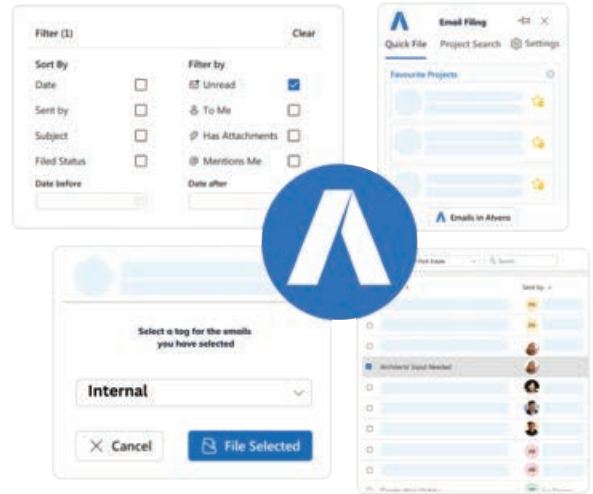 Filter (1) Clear
Sort By Filter by
Date Unread
Sent by To Me
Subject Has Attachments
Filed Status @ Mentions Me
Date before Date after
Email Filing
Quick File Project Search Settings
Favourite Projects
Emails in Atvero
Select a tag for the emails
you have selected
Internal
Cancel File Selected
Park Estate Search
Sent by
Architects' Input Needed